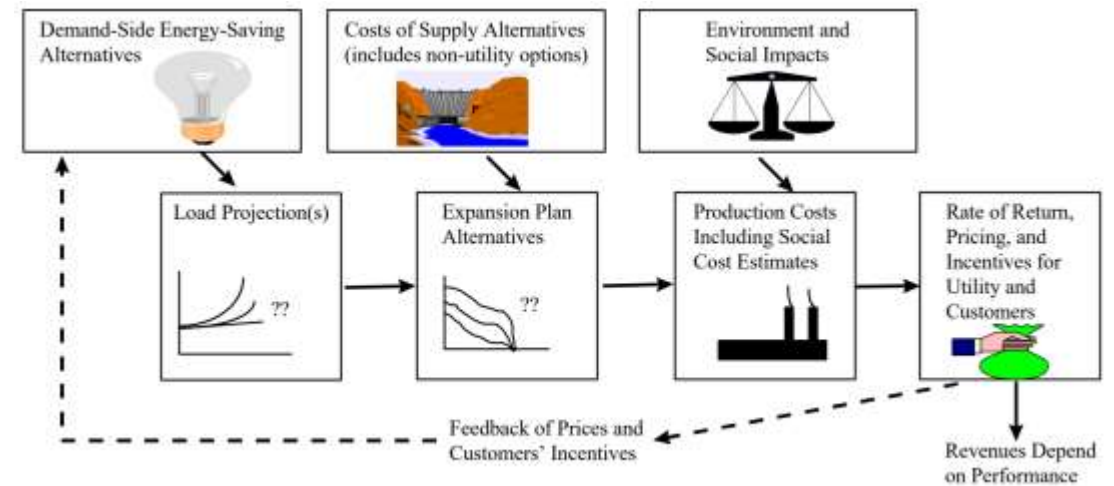 Demand-Side Energy-Saving
Alternatives
Costs of Supply Alternatives
(includes non-utility options)
Environment and
Social Impacts
Load Projection(s)
??
Expansion Plan
Alternatives
??
Production Costs
Including Social
Cost Estimates
Rate of Return,
Pricing, and
Incentives for
Utility and
Customers
Feedback of Prices and
Customers' Incentives
Revenues Depend
on Performance